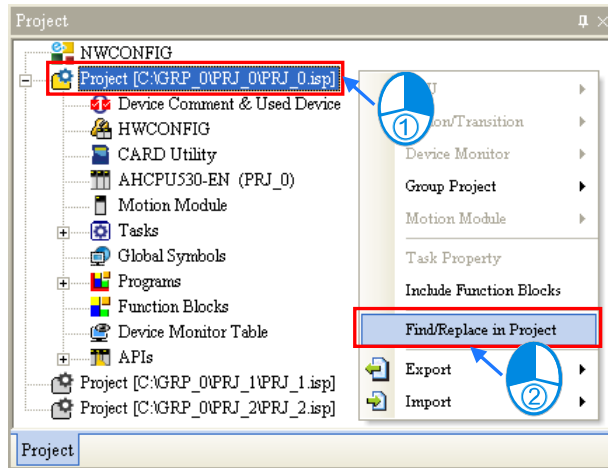 Project
NWCONFIG
Project [C:\GRP_0\PRJ_0\PRJ_0.isp]
Device Comment & Used Device
HWCONFIG
CARD Utility
AHCPU530-EN (PRJ_0)
Motion Module
Tasks
Global Symbols
Programs
Function Blocks
Device Monitor Table
APIs
Project [C:\GRP_0\PRJ_1\PRJ_1.isp]
Project [C:\GRP_0\PRJ_2\PRJ_2.isp]
Project
①
Device Monitor
Group Project
Motion Module
Task Property
Include Function Blocks
Find/Replace in Project
Export
②
Import